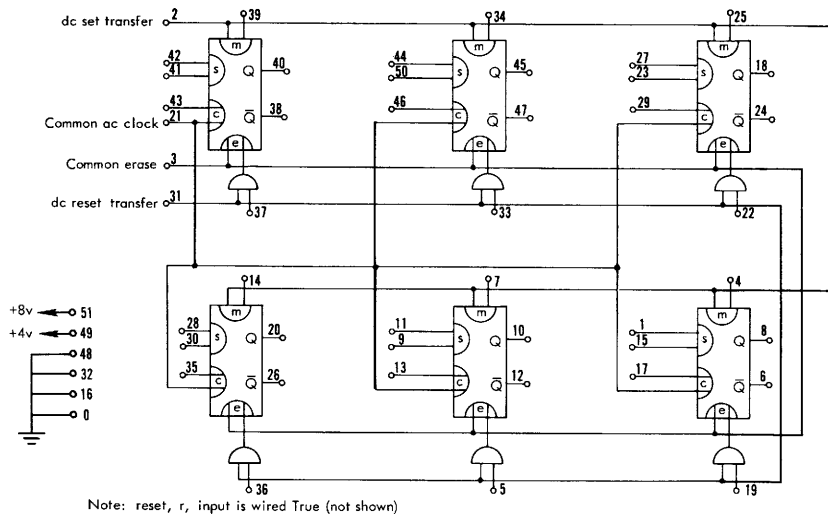 dc set transfer 2 39 34 25
m m m
42 40 44 45 27 18
41 s Q 50 s Q 23 s Q
43 38 46 47 29 24
Common ac clock 21 c Q̅ c Q̅ c Q̅
e e e
Common erase 3
dc reset transfer 31
37 33 22
14 7 4
m m m
28 20 11 10 1 8
30 s Q 9 s Q 15 s Q
35 26 13 12 17 6
c Q̅ c Q̅ c Q̅
e e e
+8v 51
+4v 49
48
32
16
0
36 5 19
Note: reset, r, input is wired True (not shown)